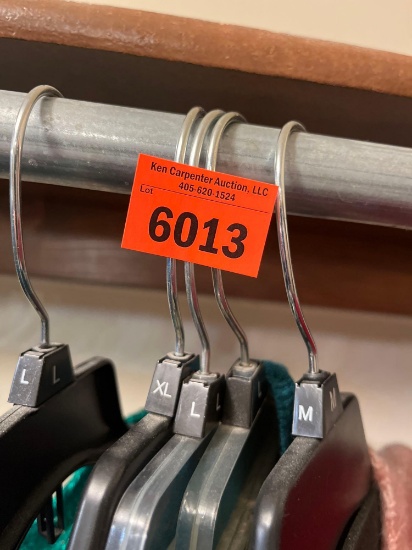 Ken Carpenter Auction, LLC
405-620-1524
Lot
6013
L L
XL
L
M M